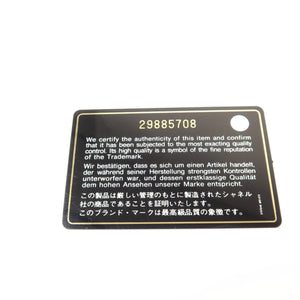 29885708
We certify the authenticity of this item and confirm
that it has been subjected to the most exacting quality
control. Its high quality is a symbol of the fine reputation
of the Trademark.
Wir bestätigen, dass es sich um einen Artikel handelt,
der während seiner Herstellung strengsten Kontrollen
unterworfen war, und dessen erstklassige Qualität
dem hohen Ansehen unserer Marke entspricht.
この製品は厳しい管理のもとに製造されたシャネル
社の商品であることを証明いたします。
このブランド・マークは最高級品質の象徴です。